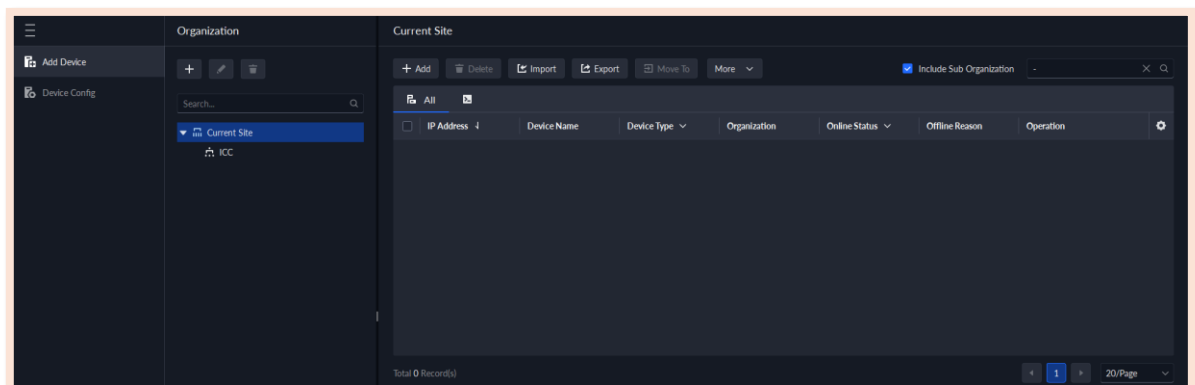 Organization
Current Site
Add Device
Device Config
Search...
Current Site
ICC
Add Delete Import Export Move To More Include Sub Organization -
All
IP Address Device Name Device Type Organization Online Status Offline Reason Operation
Total 0 Record(s) 1 20/Page